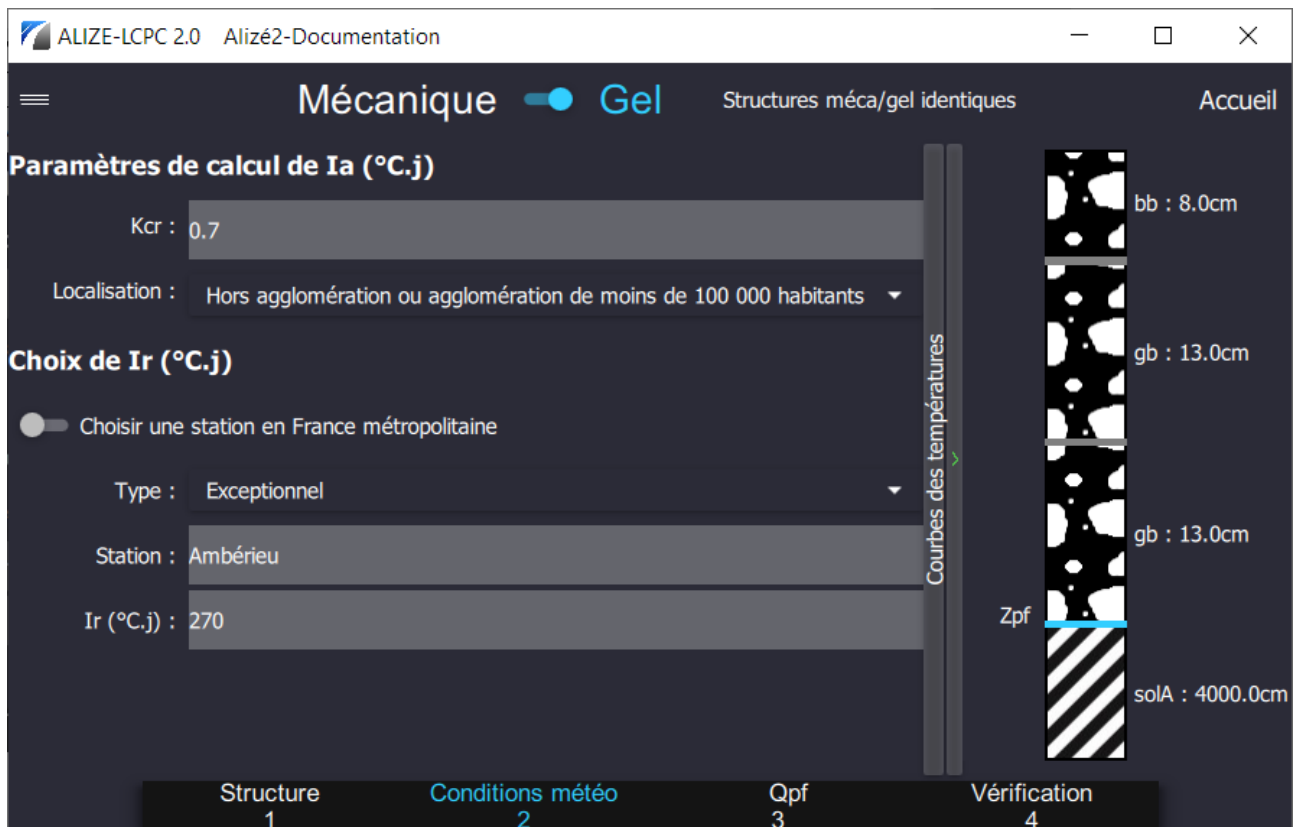 ALIZE-LCPC 2.0 Alizé2-Documentation
Mécanique Gel Structures méca/gel identiques Accueil
Paramètres de calcul de Ia (°C.j)
Kcr : 0.7
Localisation : Hors agglomération ou agglomération de moins de 100 000 habitants
Choix de Ir (°C.j)
Choisir une station en France métropolitaine
Type : Exceptionnel
Station : Ambérieu
Ir (°C.j) : 270
Courbes des températures
bb : 8.0cm
gb : 13.0cm
gb : 13.0cm
Zpf
solA : 4000.0cm
Structure Conditions météo Qpf Vérification
1 2 3 4